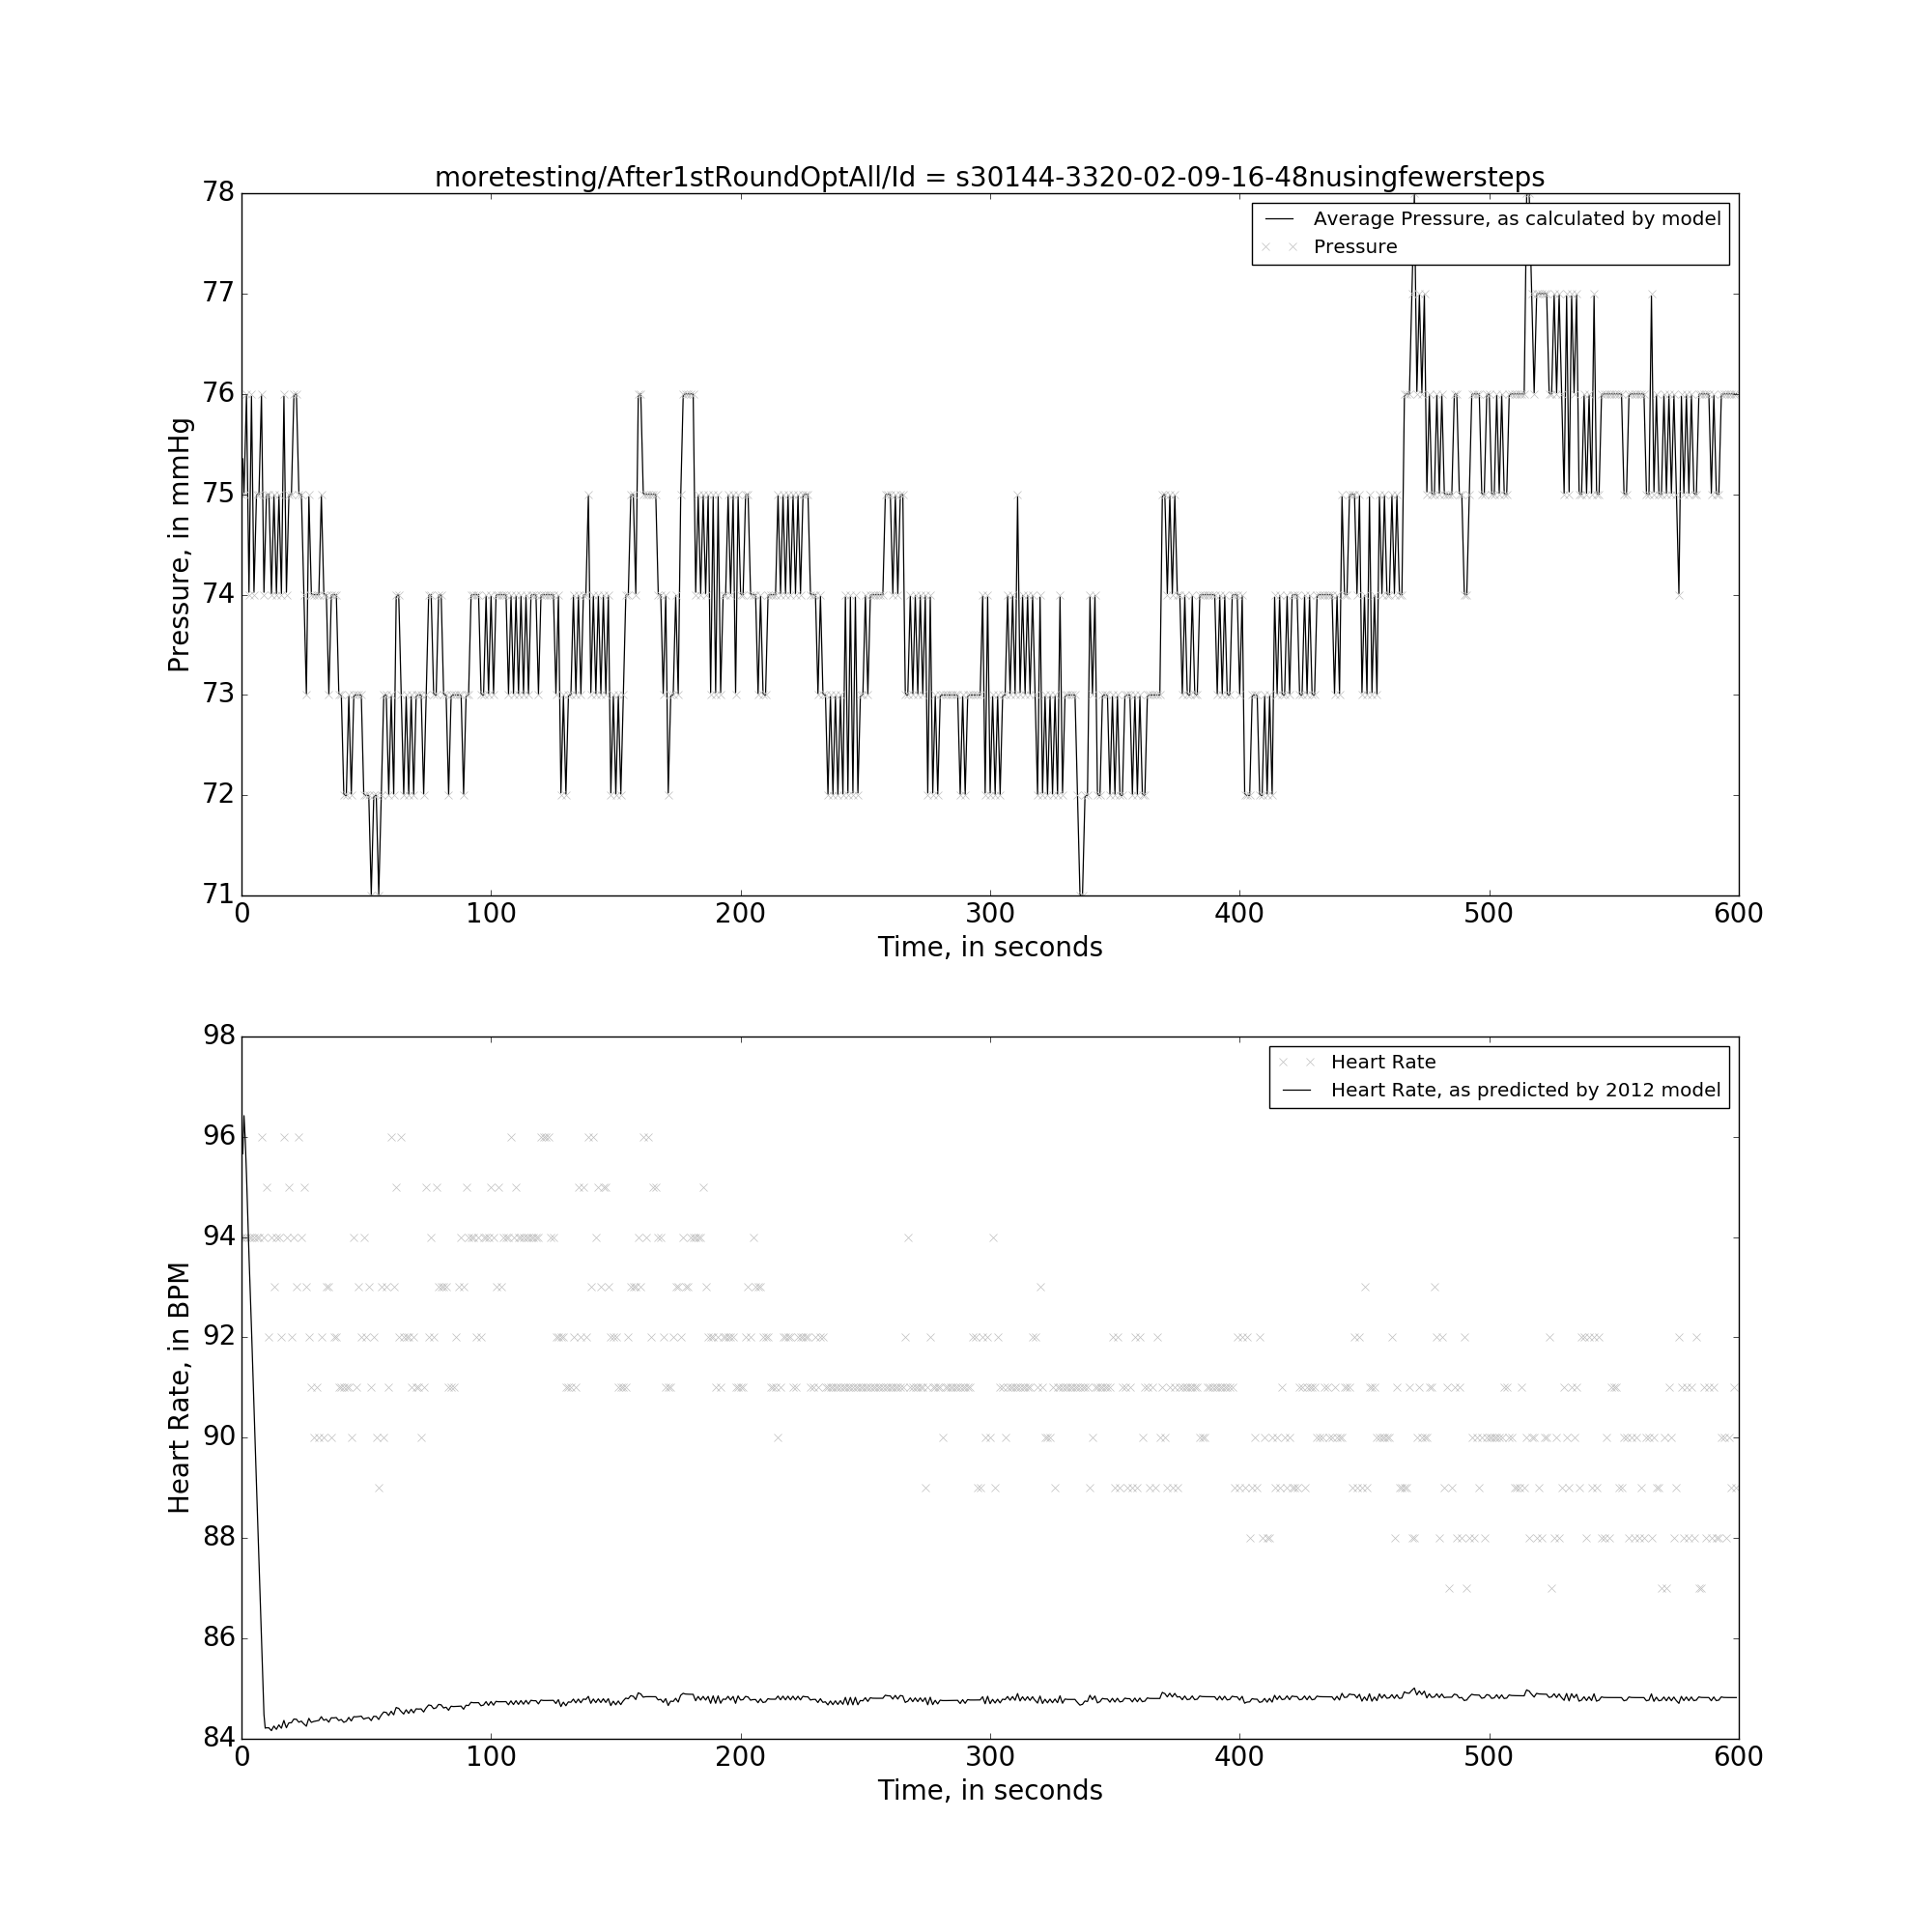 moretesting/After1stRoundOptAll/Id = s30144-3320-02-09-16-48nusingfewersteps
78
77
76
75
74
73
72
71
Pressure, in mmHg
Average Pressure, as calculated by model
Pressure
0 100 200 300 400 500 600
Time, in seconds
98
96
94
92
90
88
86
84
Heart Rate, in BPM
Heart Rate
Heart Rate, as predicted by 2012 model
0 100 200 300 400 500 600
Time, in seconds